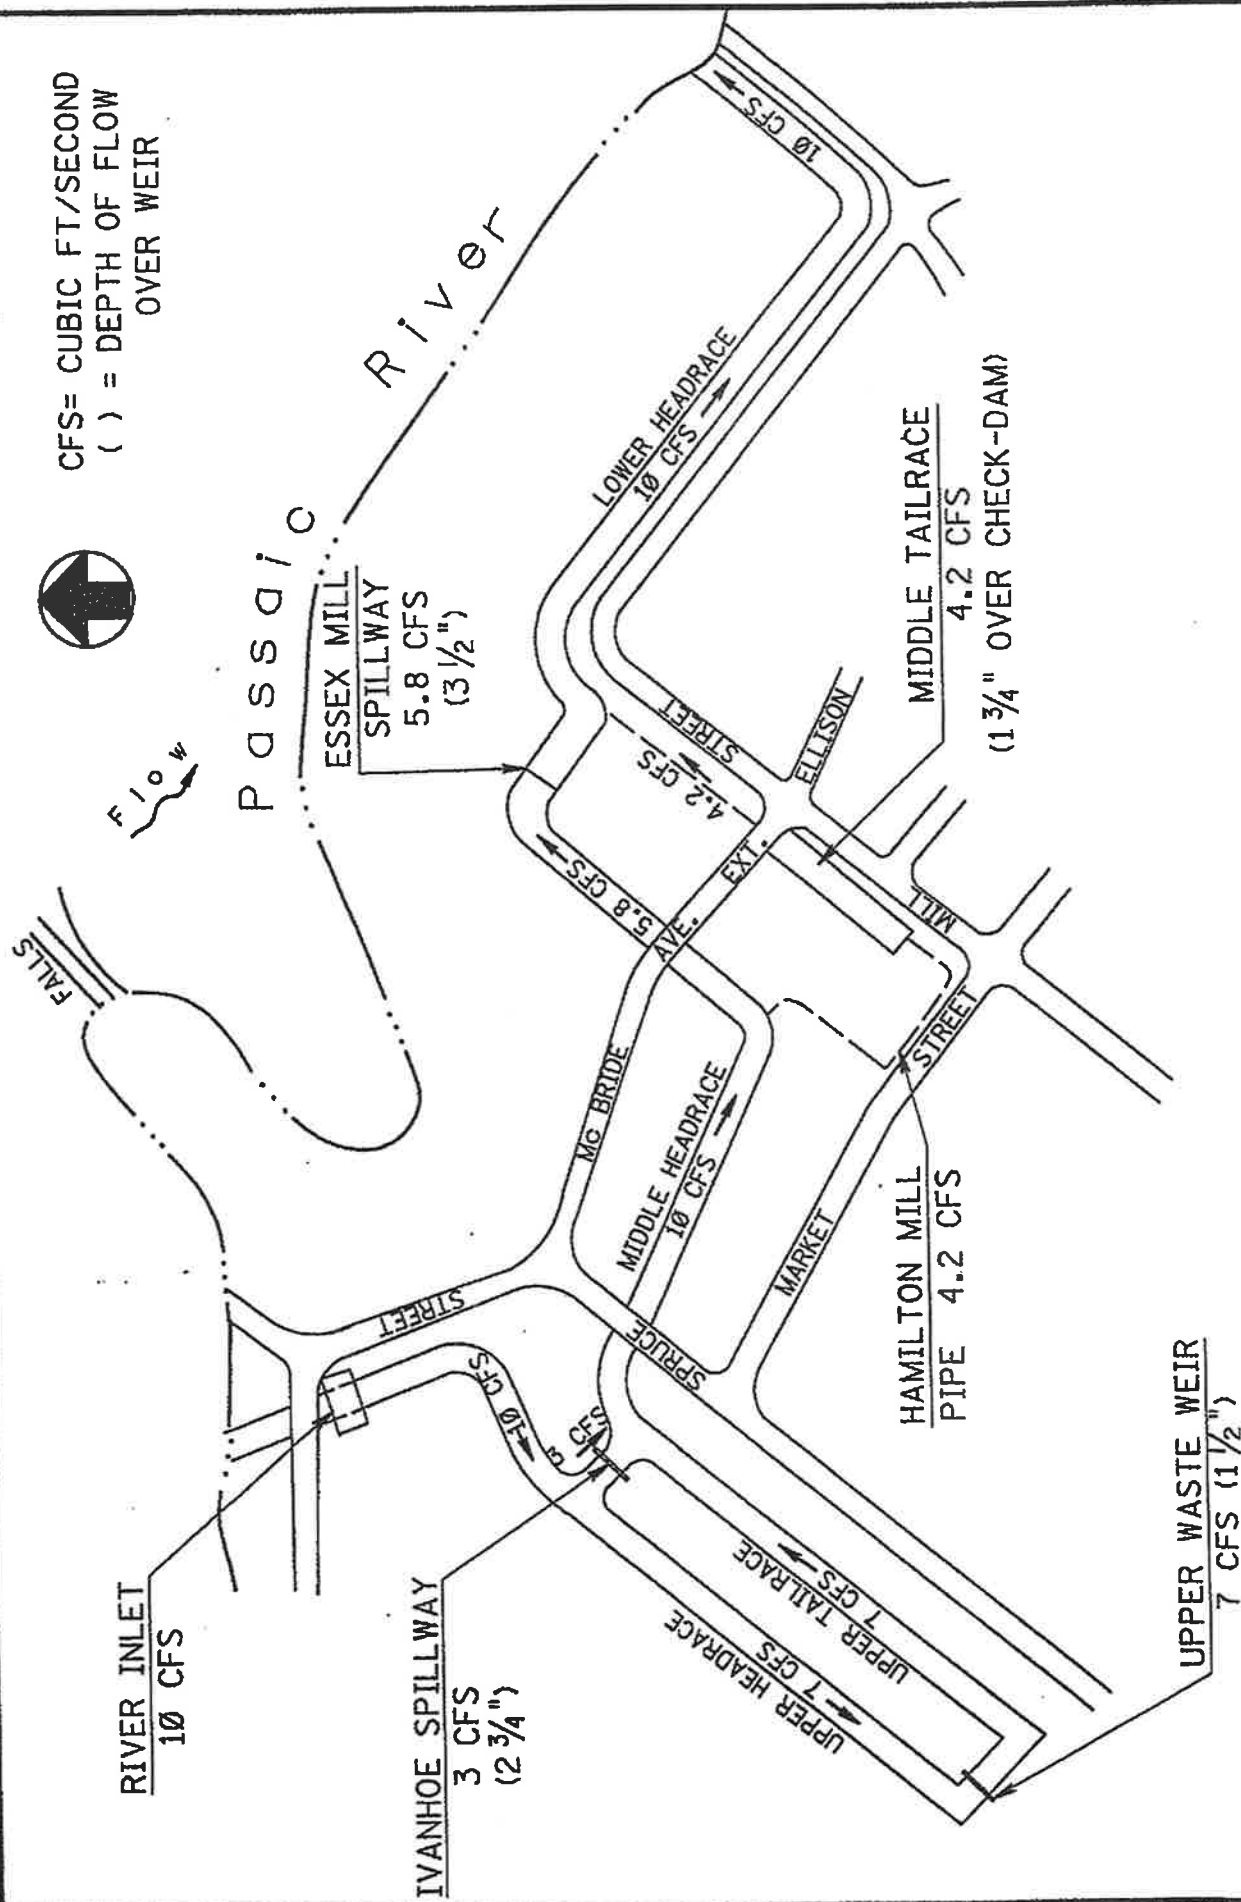 CFS= CUBIC FT/SECOND
( ) = DEPTH OF FLOW
OVER WEIR
Flow
Passaic River
FALLS
RIVER INLET
10 CFS
IVANHOE SPILLWAY
3 CFS
(2 3/4")
ESSEX MILL
SPILLWAY
5.8 CFS
(3 1/2")
STREET
10 CFS
3 CFS
SPRUCE
Mc BRIDE
AVE.
EXT.
MIDDLE HEADRACE
10 CFS
5.8 CFS
4.2 CFS
STREET
ELLISON
MILL
LOWER HEADRACE
10 CFS
10 CFS
MARKET
STREET
UPPER HEADRACE
7 CFS
UPPER TAILRACE
7 CFS
MIDDLE TAILRACE
4.2 CFS
(1 3/4" OVER CHECK-DAM)
HAMILTON MILL
PIPE 4.2 CFS
UPPER WASTE WEIR
7 CFS (1 1/2")